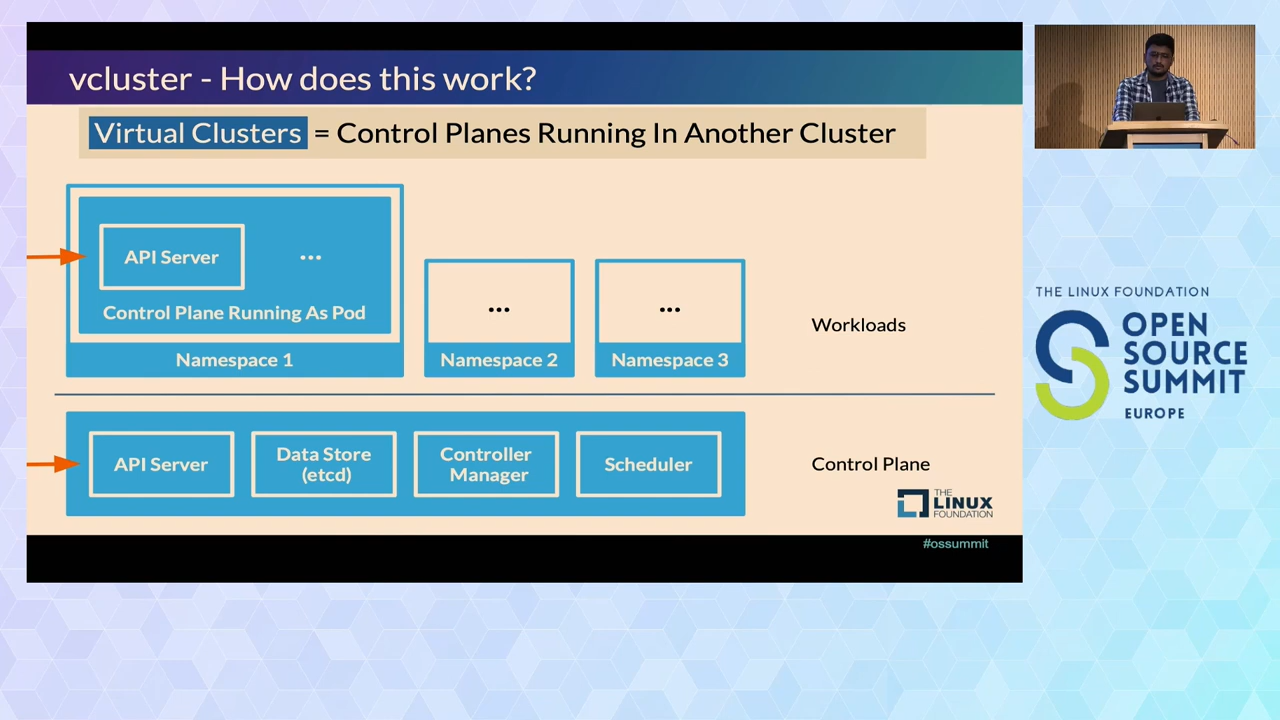 vcluster - How does this work?
Virtual Clusters = Control Planes Running In Another Cluster
API Server
...
Control Plane Running As Pod
Namespace 1
...
Namespace 2
...
Namespace 3
Workloads
API Server
Data Store
(etcd)
Controller
Manager
Scheduler
Control Plane
THE
LINUX
FOUNDATION
#ossummit
THE LINUX FOUNDATION
OPEN
SOURCE
SUMMIT
EUROPE